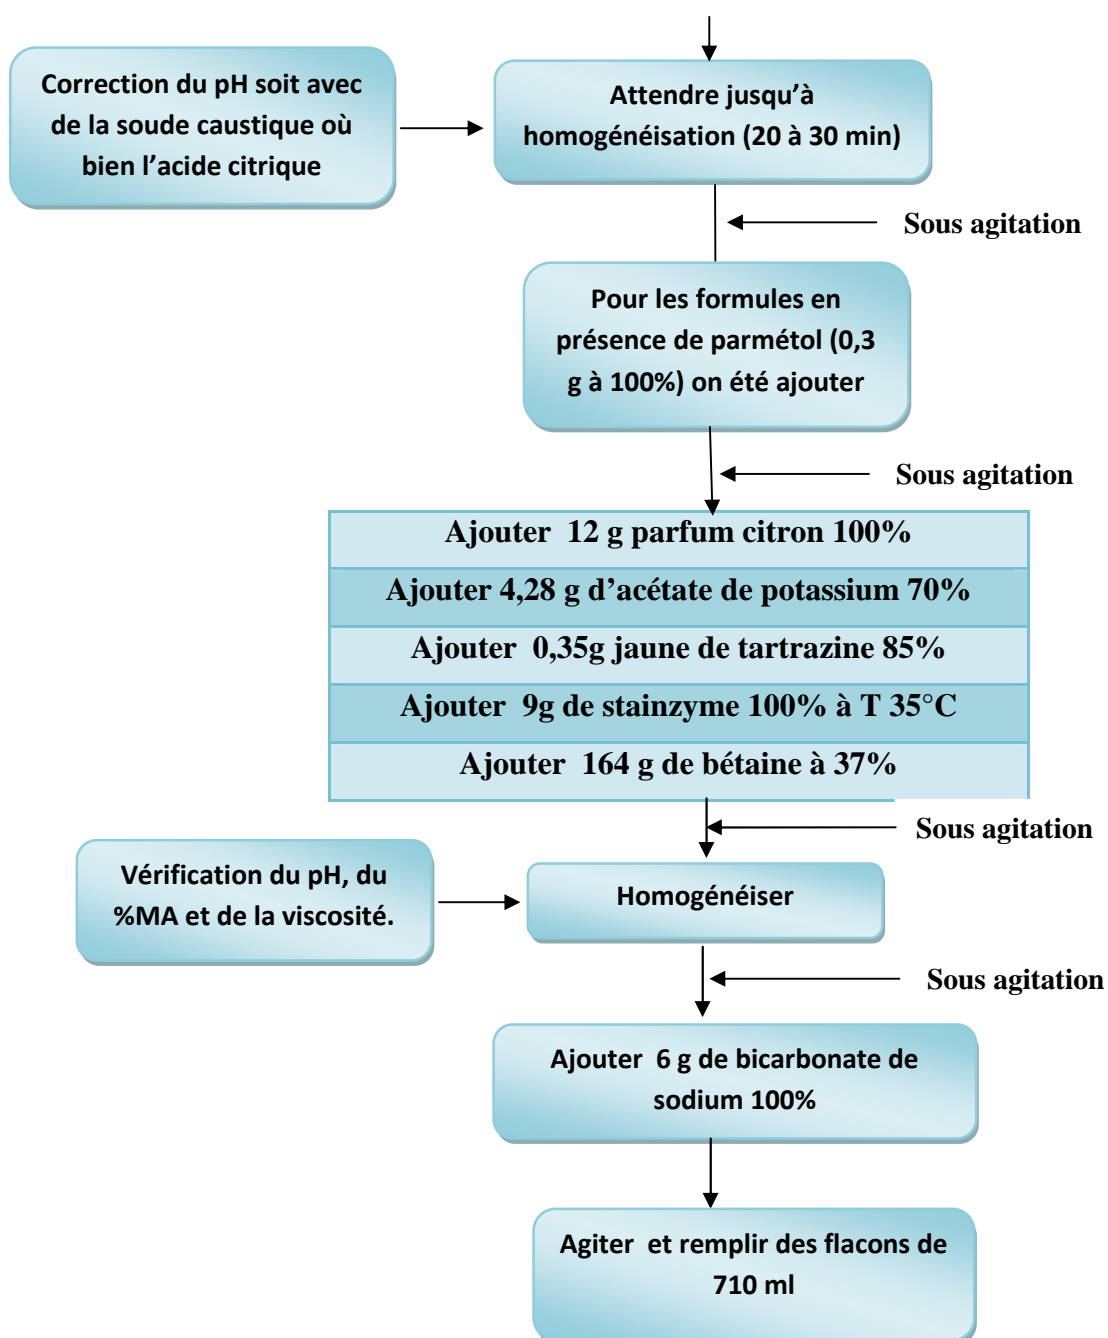 Correction du pH soit avec
de la soude caustique où
bien l’acide citrique
Attendre jusqu’à
homogénéisation (20 à 30 min)
Sous agitation
Pour les formules en
présence de parmétol (0,3
g à 100%) on été ajouter
Sous agitation
Ajouter 12 g parfum citron 100%
Ajouter 4,28 g d’acétate de potassium 70%
Ajouter 0,35g jaune de tartrazine 85%
Ajouter 9g de stainzyme 100% à T 35°C
Ajouter 164 g de bétaine à 37%
Sous agitation
Vérification du pH, du
%MA et de la viscosité.
Homogénéiser
Sous agitation
Ajouter 6 g de bicarbonate de
sodium 100%
Agiter et remplir des flacons de
710 ml